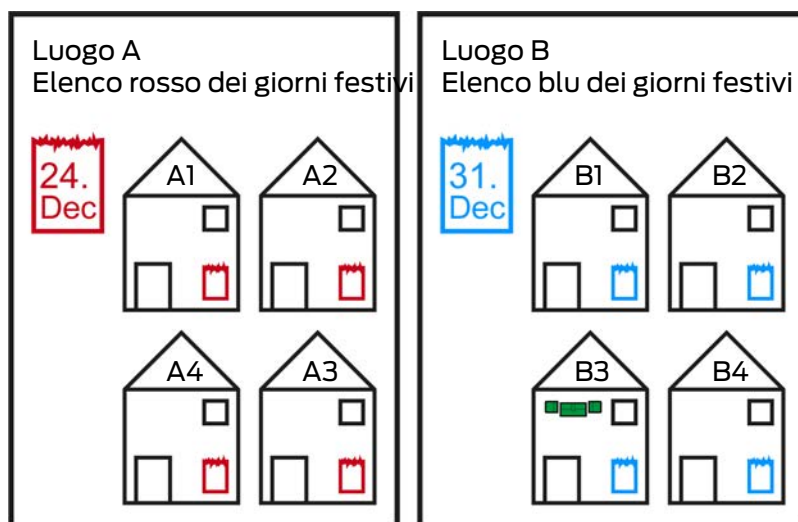 Luogo A
Elenco rosso dei giorni festivi
24.
Dec
A1
A2
A4
A3
Luogo B
Elenco blu dei giorni festivi
31.
Dec
B1
B2
B3
B4